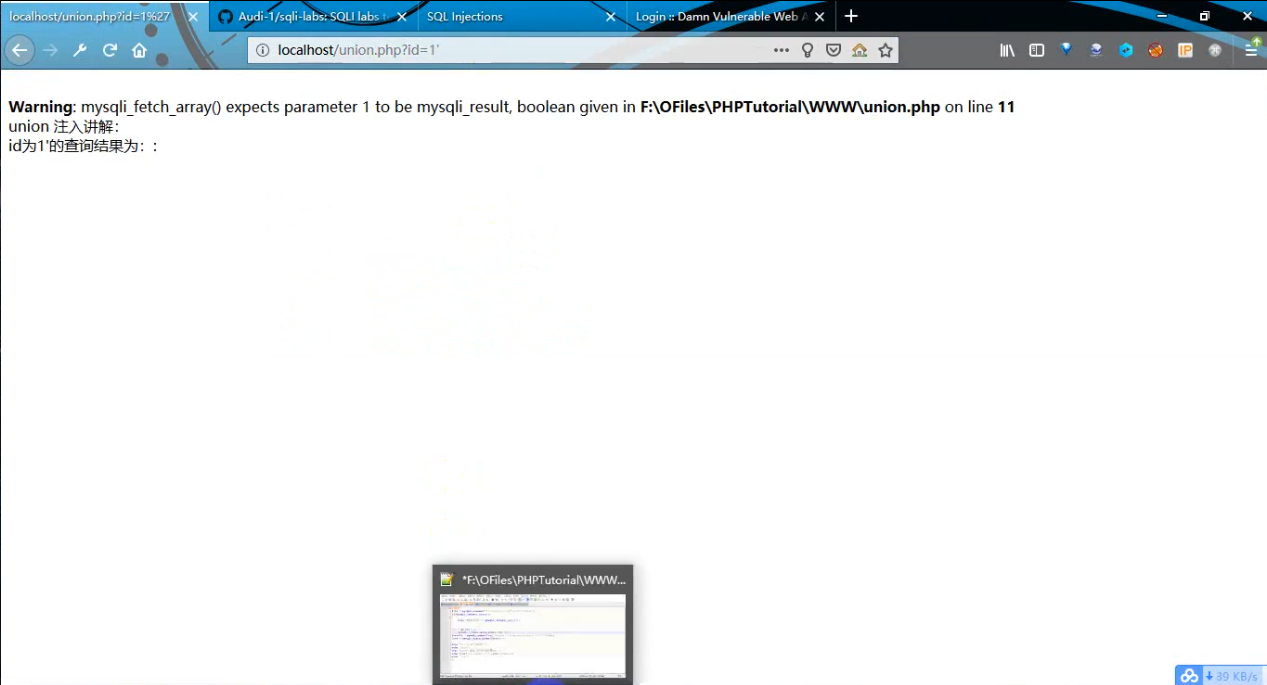 localhost/union.php?id=1%27
Audi-1/sqli-labs: SQLI labs t
SQL Injections
Login :: Damn Vulnerable Web A
localhost/union.php?id=1'
IP
Warning: mysqli_fetch_array() expects parameter 1 to be mysqli_result, boolean given in F:\OFiles\PHPTutorial\WWW\union.php on line 11
union 注入讲解：
id为1'的查询结果为：:
*F:\OFiles\PHPTutorial\WWW...
39 KB/s